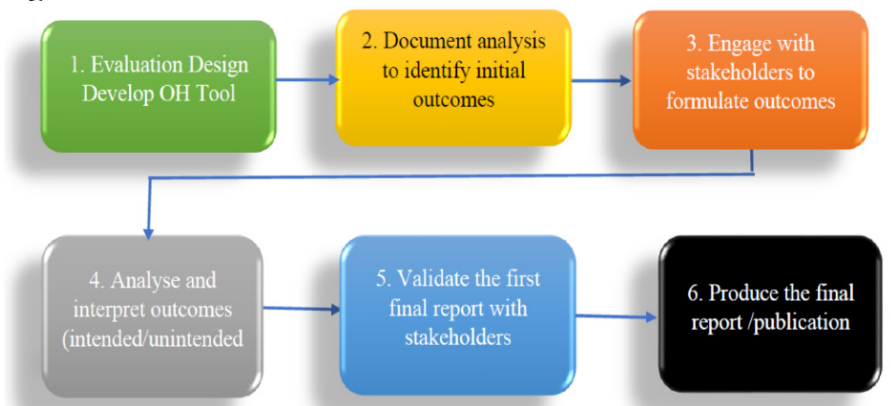 1. Evaluation Design
Develop OH Tool
2. Document analysis
to identify initial
outcomes
3. Engage with
stakeholders to
formulate outcomes
4. Analyse and
interpret outcomes
(intended/unintended
5. Validate the first
final report with
stakeholders
6. Produce the final
report /publication